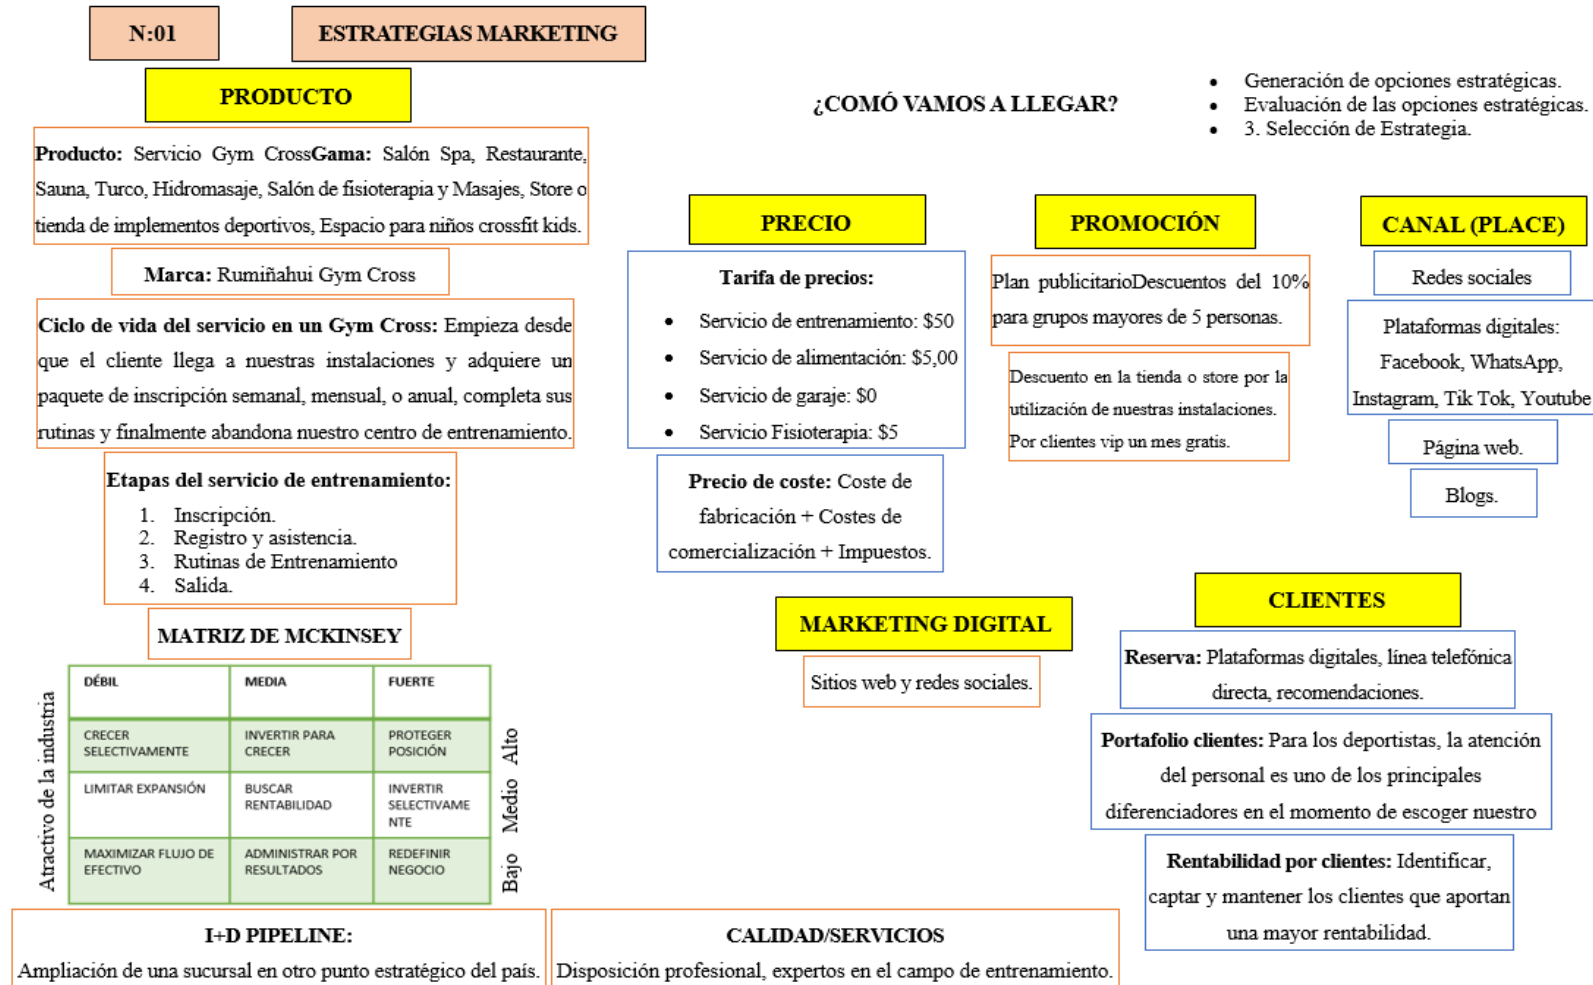 N:01
ESTRATEGIAS MARKETING
PRODUCTO
Producto: Servicio Gym CrossGama: Salón Spa, Restaurante,
Sauna, Turco, Hidromasaje, Salón de fisioterapia y Masajes, Store o
tienda de implementos deportivos, Espacio para niños crossfit kids.
Marca: Rumiñahui Gym Cross
Ciclo de vida del servicio en un Gym Cross: Empieza desde
que el cliente llega a nuestras instalaciones y adquiere un
paquete de inscripción semanal, mensual, o anual, completa sus
rutinas y finalmente abandona nuestro centro de entrenamiento.
Etapas del servicio de entrenamiento:
1. Inscripción.
2. Registro y asistencia.
3. Rutinas de Entrenamiento
4. Salida.
MATRIZ DE MCKINSEY
Atractivo de la industria
DÉBIL
MEDIA
FUERTE
CRECER
SELECTIVAMENTE
INVERTIR PARA
CRECER
PROTEGER
POSICIÓN
Alto
LIMITAR EXPANSIÓN
BUSCAR
RENTABILIDAD
INVERTIR
SELECTIVAME
NTE
Medio
MAXIMIZAR FLUJO DE
EFECTIVO
ADMINISTRAR POR
RESULTADOS
REDEFINIR
NEGOCIO
Bajo
I+D PIPELINE:
Ampliación de una sucursal en otro punto estratégico del país.
¿COMÓ VAMOS A LLEGAR?
• Generación de opciones estratégicas.
• Evaluación de las opciones estratégicas.
• 3. Selección de Estrategia.
PRECIO
Tarifa de precios:
• Servicio de entrenamiento: $50
• Servicio de alimentación: $5,00
• Servicio de garaje: $0
• Servicio Fisioterapia: $5
Precio de coste: Coste de
fabricación + Costes de
comercialización + Impuestos.
PROMOCIÓN
Plan publicitarioDescuentos del 10%
para grupos mayores de 5 personas.
Descuento en la tienda o store por la
utilización de nuestras instalaciones.
Por clientes vip un mes gratis.
CANAL (PLACE)
Redes sociales
Plataformas digitales:
Facebook, WhatsApp,
Instagram, Tik Tok, Youtube
Página web.
Blogs.
MARKETING DIGITAL
Sitios web y redes sociales.
CLIENTES
Reserva: Plataformas digitales, línea telefónica
directa, recomendaciones.
Portafolio clientes: Para los deportistas, la atención
del personal es uno de los principales
diferenciadores en el momento de escoger nuestro
Rentabilidad por clientes: Identificar,
captar y mantener los clientes que aportan
una mayor rentabilidad.
CALIDAD/SERVICIOS
Disposición profesional, expertos en el campo de entrenamiento.